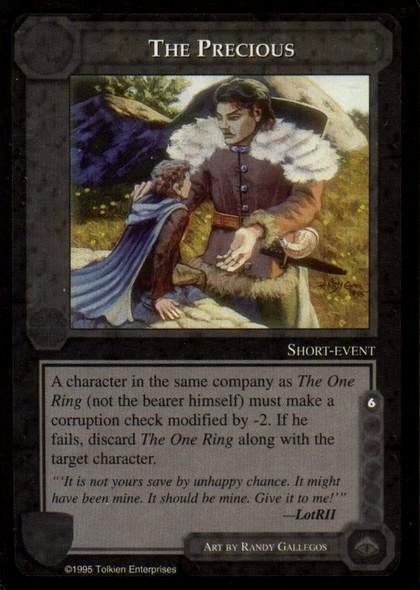 THE PRECIOUS
SHORT-EVENT
A character in the same company as The One
Ring (not the bearer himself) must make a
corruption check modified by -2. If he
fails, discard The One Ring along with the
target character.
6
“‘It is not yours save by unhappy chance. It might
have been mine. It should be mine. Give it to me!’”
—LotRII
ART BY RANDY GALLEGOS
©1995 Tolkien Enterprises